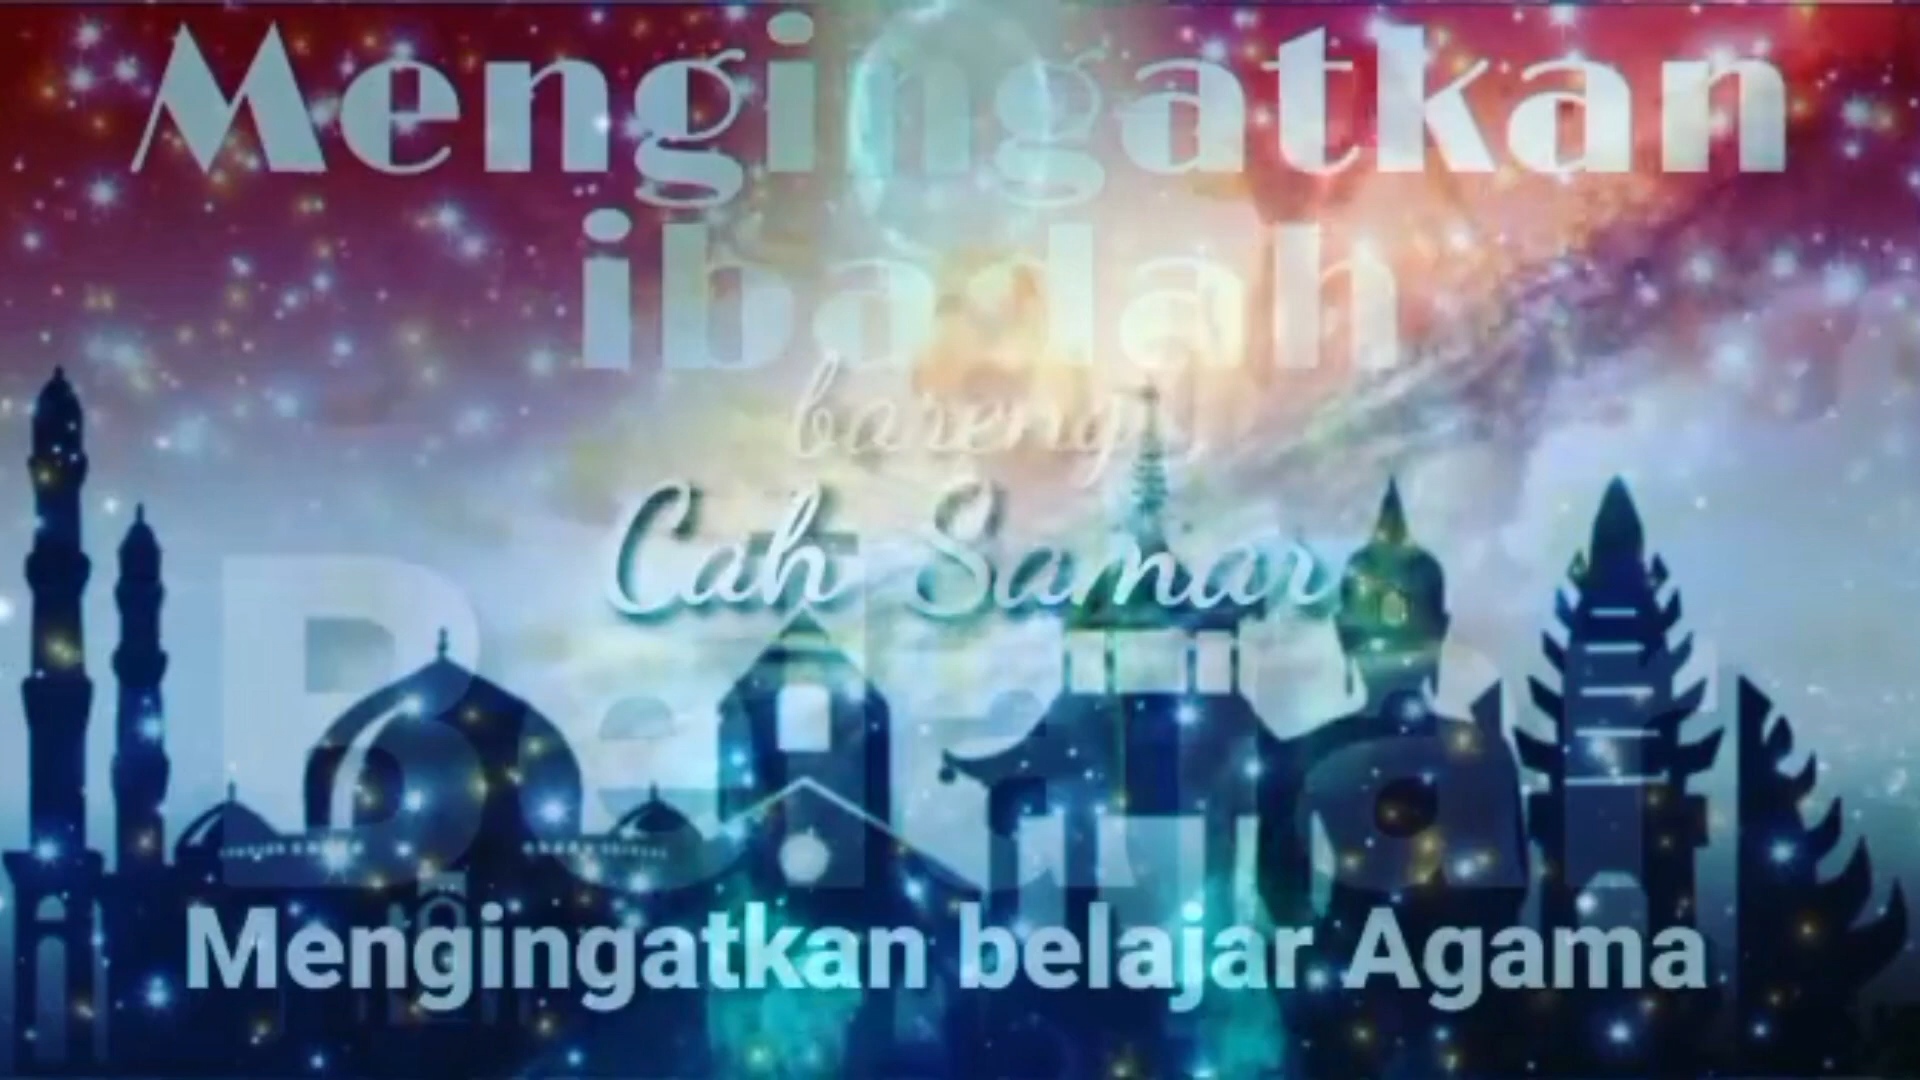 Mengingatkan
ibadah
bareng
Cah Samar
Mengingatkan belajar Agama